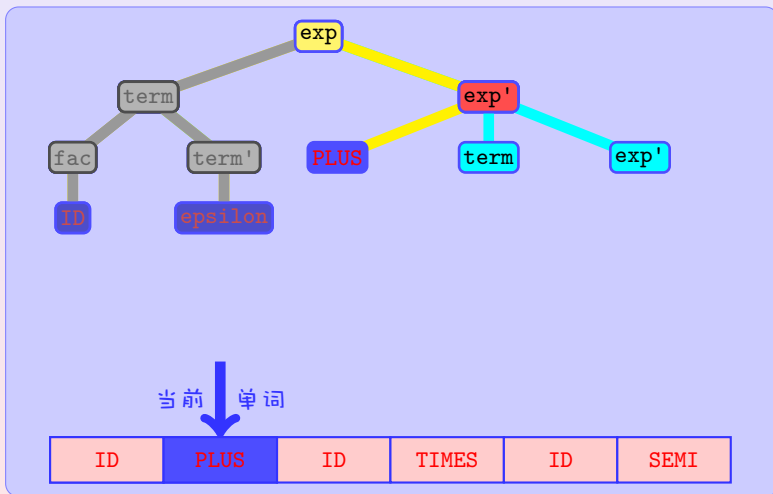 exp
term exp'
fac term' PLUS term exp'
ID epsilon
当前 单词
ID PLUS ID TIMES ID SEMI